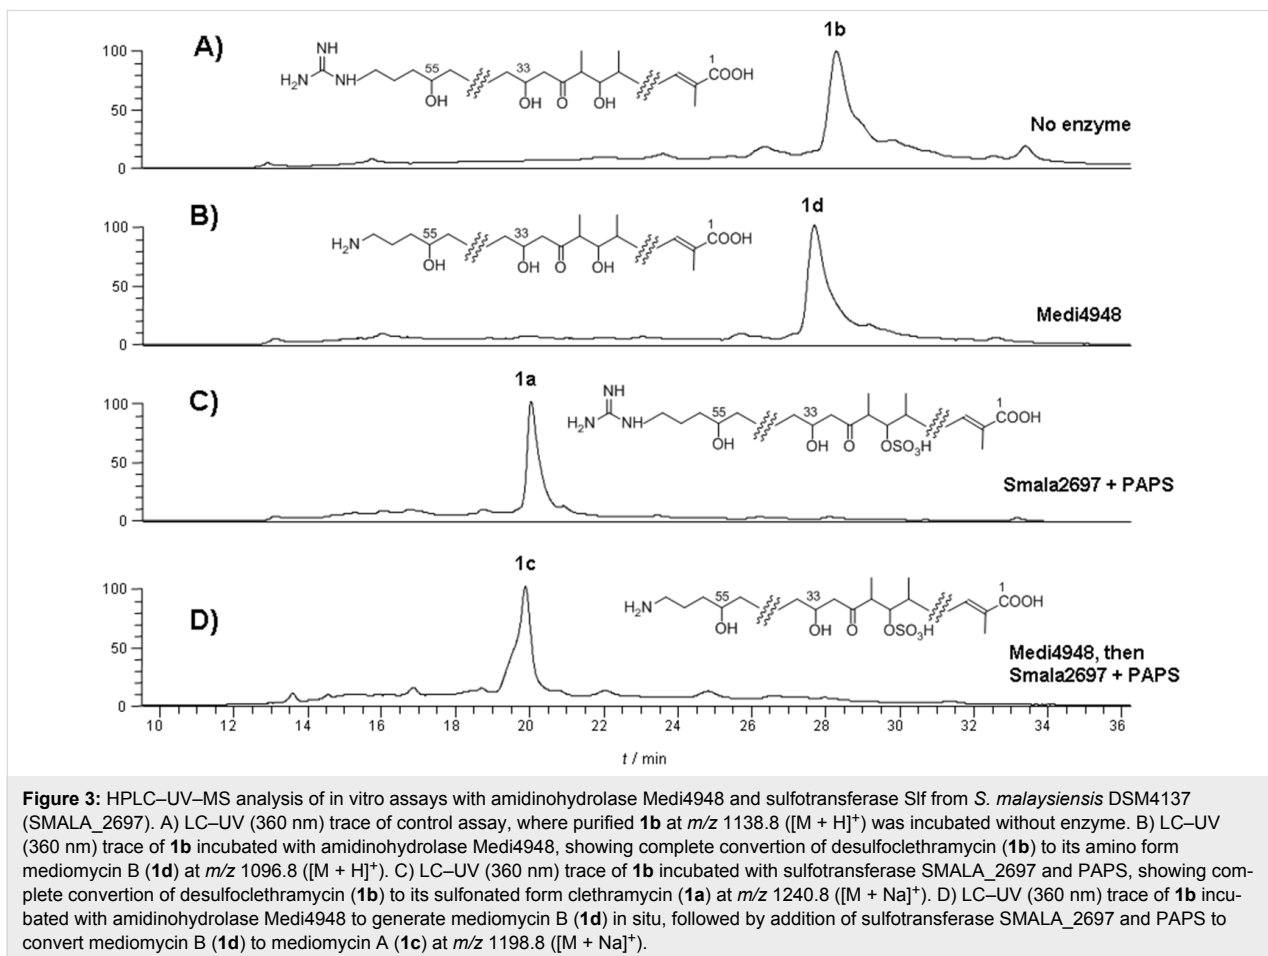 A)
1b
NH
H₂N
NH
55
OH
33
OH
O
OH
1
COOH
No enzyme
100
50
0
B)
1d
H₂N
55
OH
33
OH
O
OH
1
COOH
Medi4948
100
50
0
C)
1a
NH
H₂N
NH
55
OH
33
OH
O
OSO₃H
1
COOH
Smala2697 + PAPS
100
50
0
D)
1c
H₂N
55
OH
33
OH
O
OSO₃H
1
COOH
Medi4948, then
Smala2697 + PAPS
100
50
0
10 12 14 16 18 20 22 24 26 28 30 32 34 36
t / min
Figure 3: HPLC–UV–MS analysis of in vitro assays with amidinohydrolase Medi4948 and sulfotransferase Slf from S. malaysiensis DSM4137
(SMALA_2697). A) LC–UV (360 nm) trace of control assay, where purified 1b at m/z 1138.8 ([M + H]⁺) was incubated without enzyme. B) LC–UV
(360 nm) trace of 1b incubated with amidinohydrolase Medi4948, showing complete convertion of desulfoclethramycin (1b) to its amino form
mediomycin B (1d) at m/z 1096.8 ([M + H]⁺). C) LC–UV (360 nm) trace of 1b incubated with sulfotransferase SMALA_2697 and PAPS, showing com-
plete convertion of desulfoclethramycin (1b) to its sulfonated form clethramycin (1a) at m/z 1240.8 ([M + Na]⁺). D) LC–UV (360 nm) trace of 1b incu-
bated with amidinohydrolase Medi4948 to generate mediomycin B (1d) in situ, followed by addition of sulfotransferase SMALA_2697 and PAPS to
convert mediomycin B (1d) to mediomycin A (1c) at m/z 1198.8 ([M + Na]⁺).